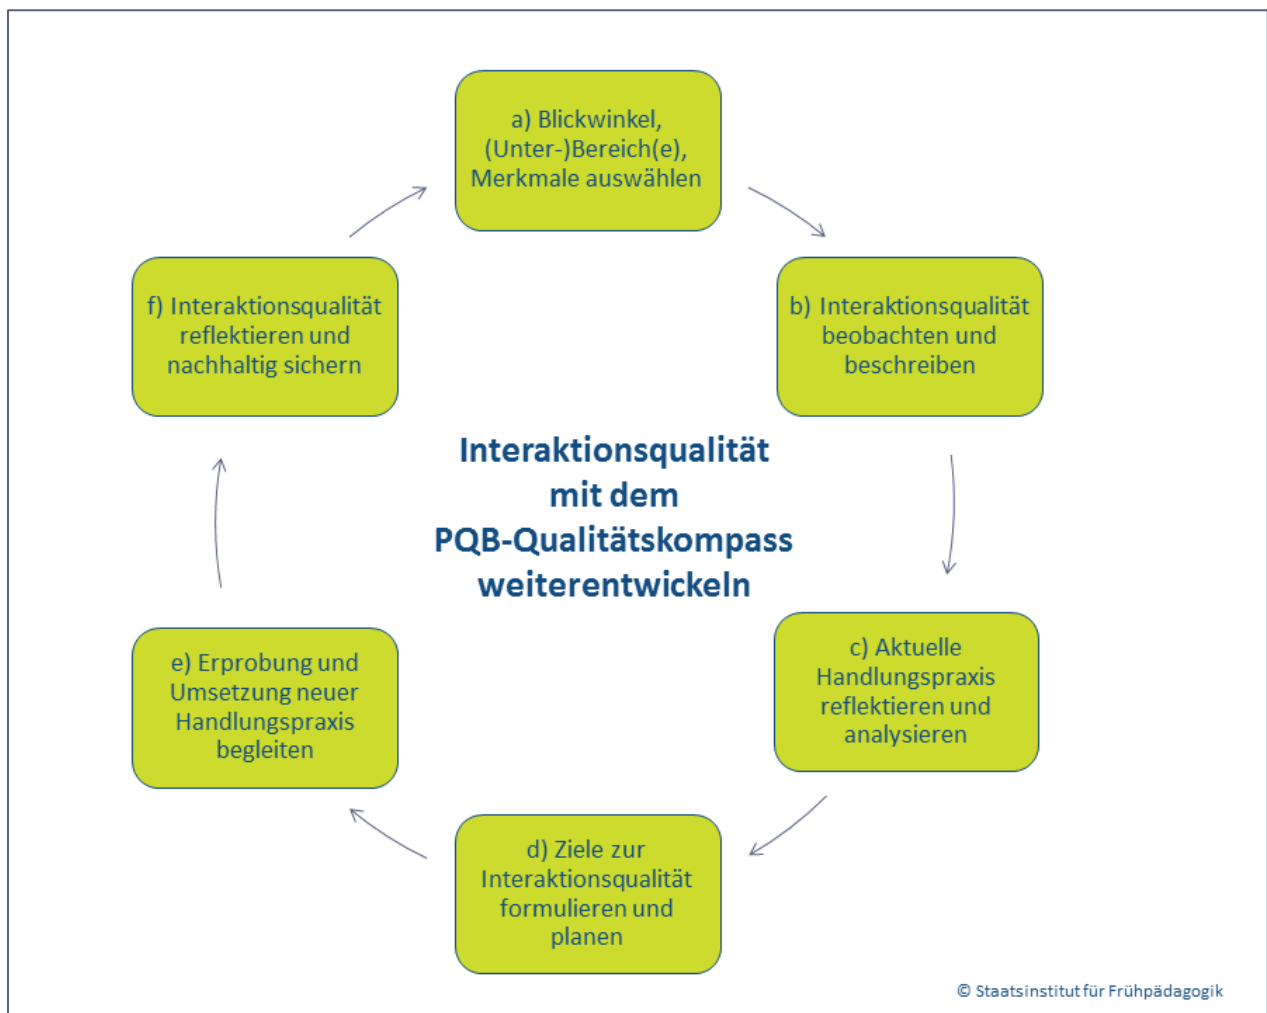 a) Blickwinkel,
(Unter-)Bereich(e),
Merkmale auswählen
b) Interaktionsqualität
beobachten und
beschreiben
c) Aktuelle
Handlungspraxis
reflektieren und
analysieren
d) Ziele zur
Interaktionsqualität
formulieren und
planen
e) Erprobung und
Umsetzung neuer
Handlungspraxis
begleiten
f) Interaktionsqualität
reflektieren und
nachhaltig sichern
Interaktionsqualität
mit dem
PQB-Qualitätskompass
weiterentwickeln
© Staatsinstitut für Frühpädagogik